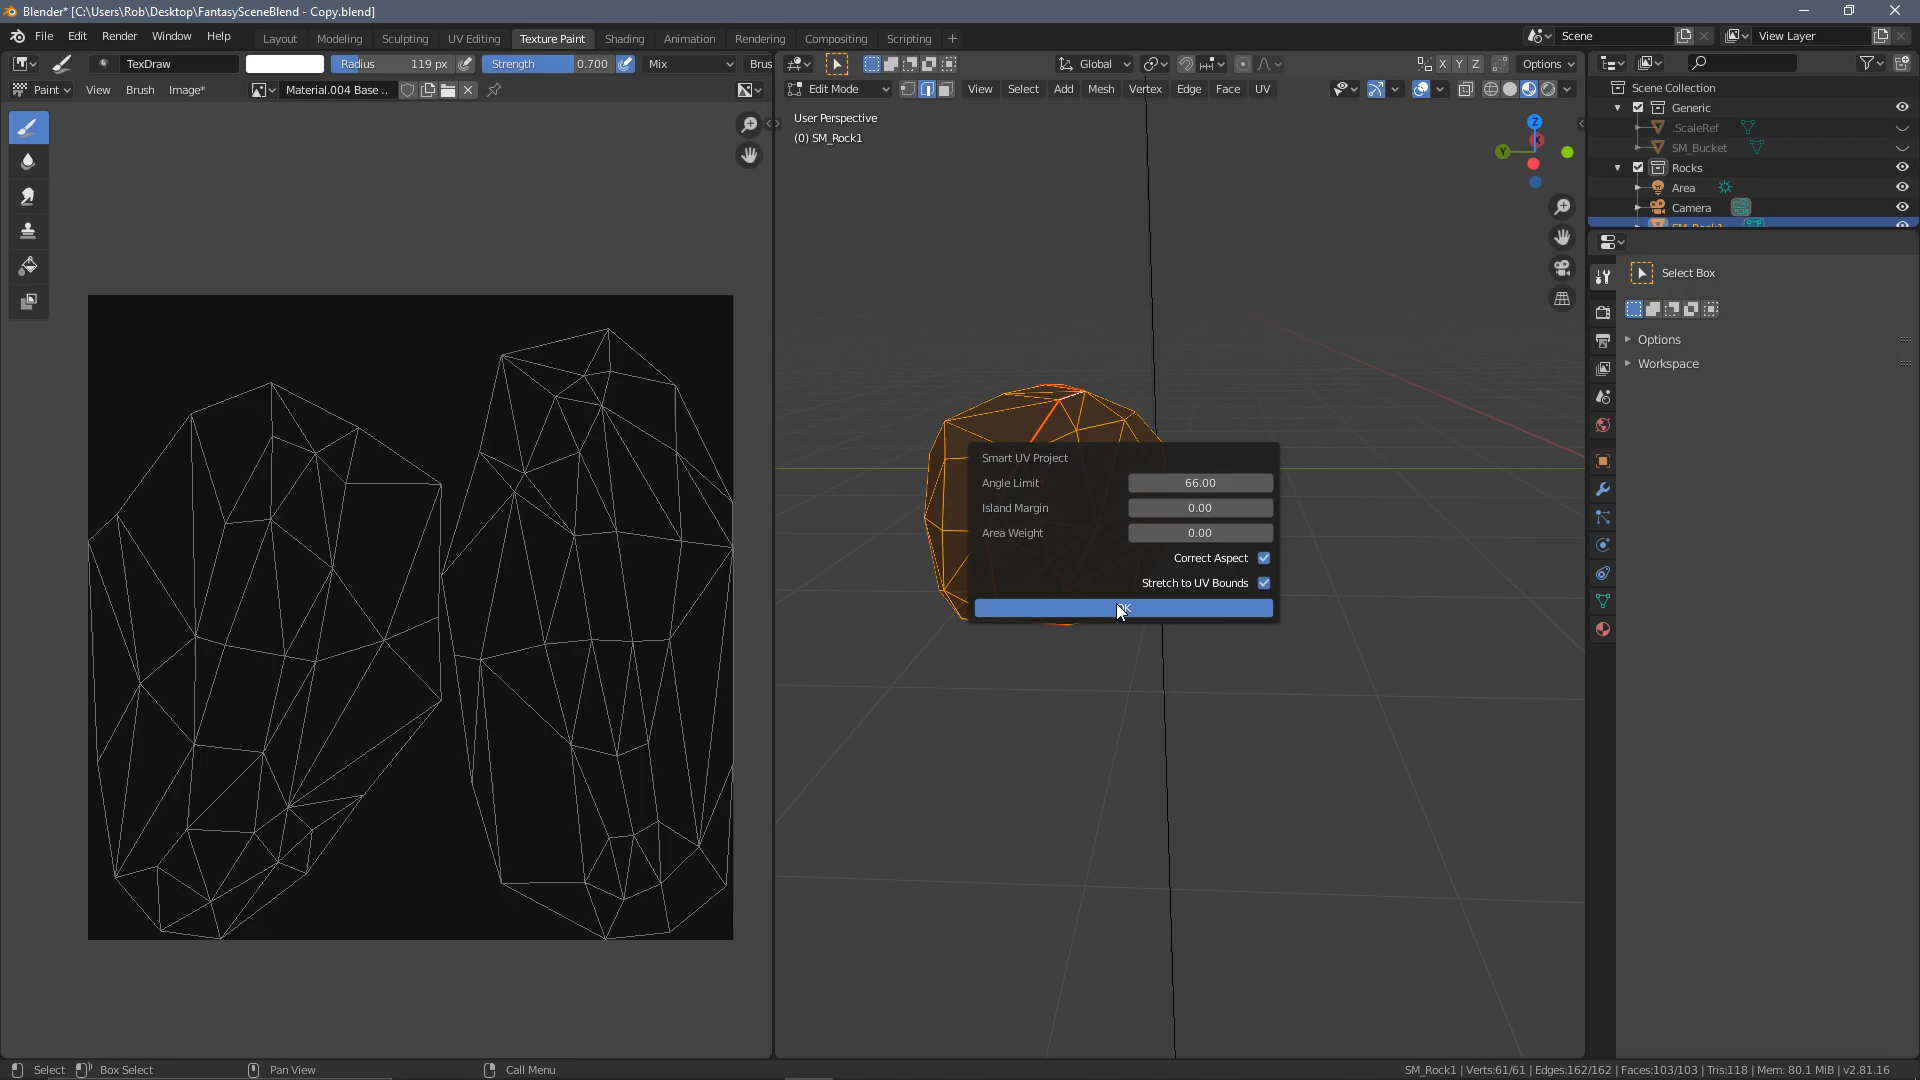 Blender* [C:\Users\Rob\Desktop\FantasySceneBlend - Copy.blend]
File Edit Render Window Help Layout Modeling Sculpting UV Editing Texture Paint Shading Animation Rendering Compositing Scripting + Scene View Layer
TexDraw Radius 119 px Strength 0.700 Mix Brus Global X Y Z Options
Paint View Brush Image* Material.004 Base .. Edit Mode View Select Add Mesh Vertex Edge Face UV
Scene Collection
Generic
.ScaleRef
SM_Bucket
Rocks
Area
Camera
SM_Rock1
User Perspective
(0) SM_Rock1
Z
Y
X
Select Box
Options
Workspace
Smart UV Project
Angle Limit 66.00
Island Margin 0.00
Area Weight 0.00
Correct Aspect
Stretch to UV Bounds
OK
Select Box Select Pan View Call Menu SM_Rock1 | Verts:61/61 | Edges:162/162 | Faces:103/103 | Tris:118 | Mem: 80.1 MiB | v2.81.16